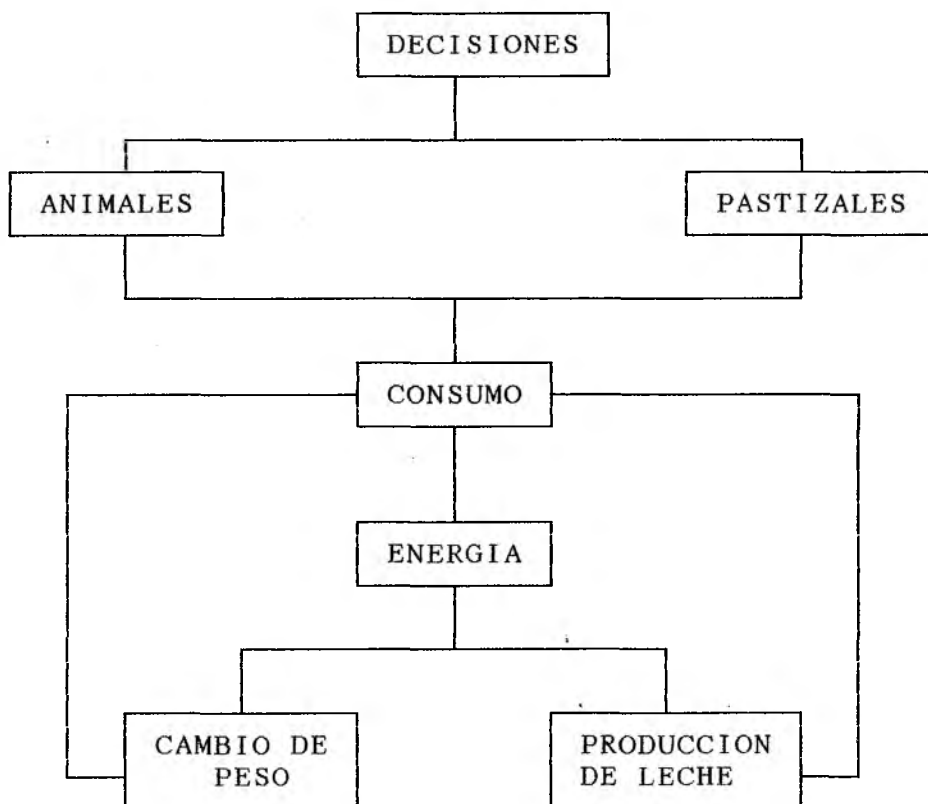 DECISIONES
ANIMALES
PASTIZALES
CONSUMO
ENERGIA
CAMBIO DE
PESO
PRODUCCION
DE LECHE